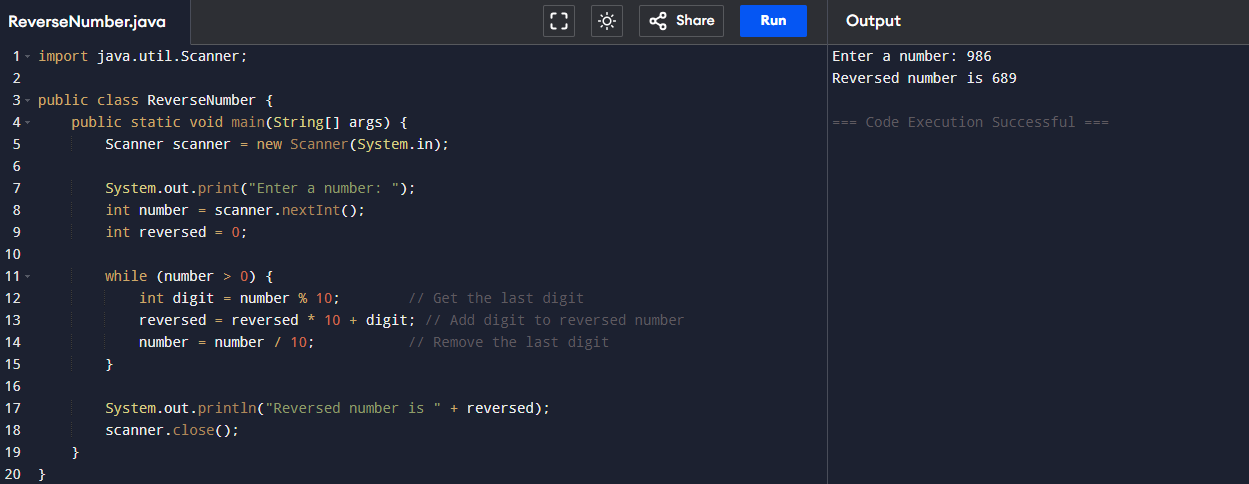 ReverseNumber.java
Share
Run
Output
1 import java.util.Scanner;
2
3 public class ReverseNumber {
4     public static void main(String[] args) {
5         Scanner scanner = new Scanner(System.in);
6
7         System.out.print("Enter a number: ");
8         int number = scanner.nextInt();
9         int reversed = 0;
10
11         while (number > 0) {
12             int digit = number % 10;        // Get the last digit
13             reversed = reversed * 10 + digit; // Add digit to reversed number
14             number = number / 10;           // Remove the last digit
15         }
16
17         System.out.println("Reversed number is " + reversed);
18         scanner.close();
19     }
20 }
Enter a number: 986
Reversed number is 689
=== Code Execution Successful ===